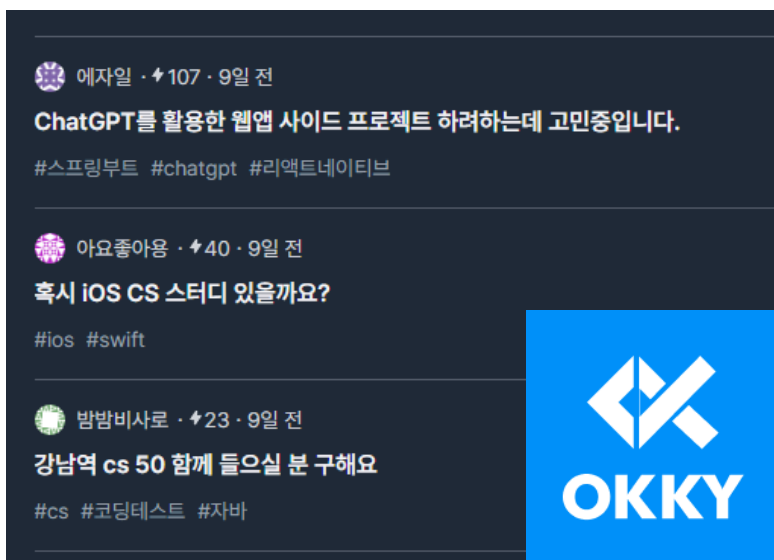 에자일 · 107 · 9일 전
ChatGPT를 활용한 웹앱 사이드 프로젝트 하려하는데 고민중입니다.
#스프링부트 #chatgpt #리액트네이티브
아요좋아용 · 40 · 9일 전
혹시 iOS CS 스터디 있을까요?
#ios #swift
밤밤비사로 · 23 · 9일 전
강남역 cs 50 함께 들으실 분 구해요
#cs #코딩테스트 #자바
OKKY